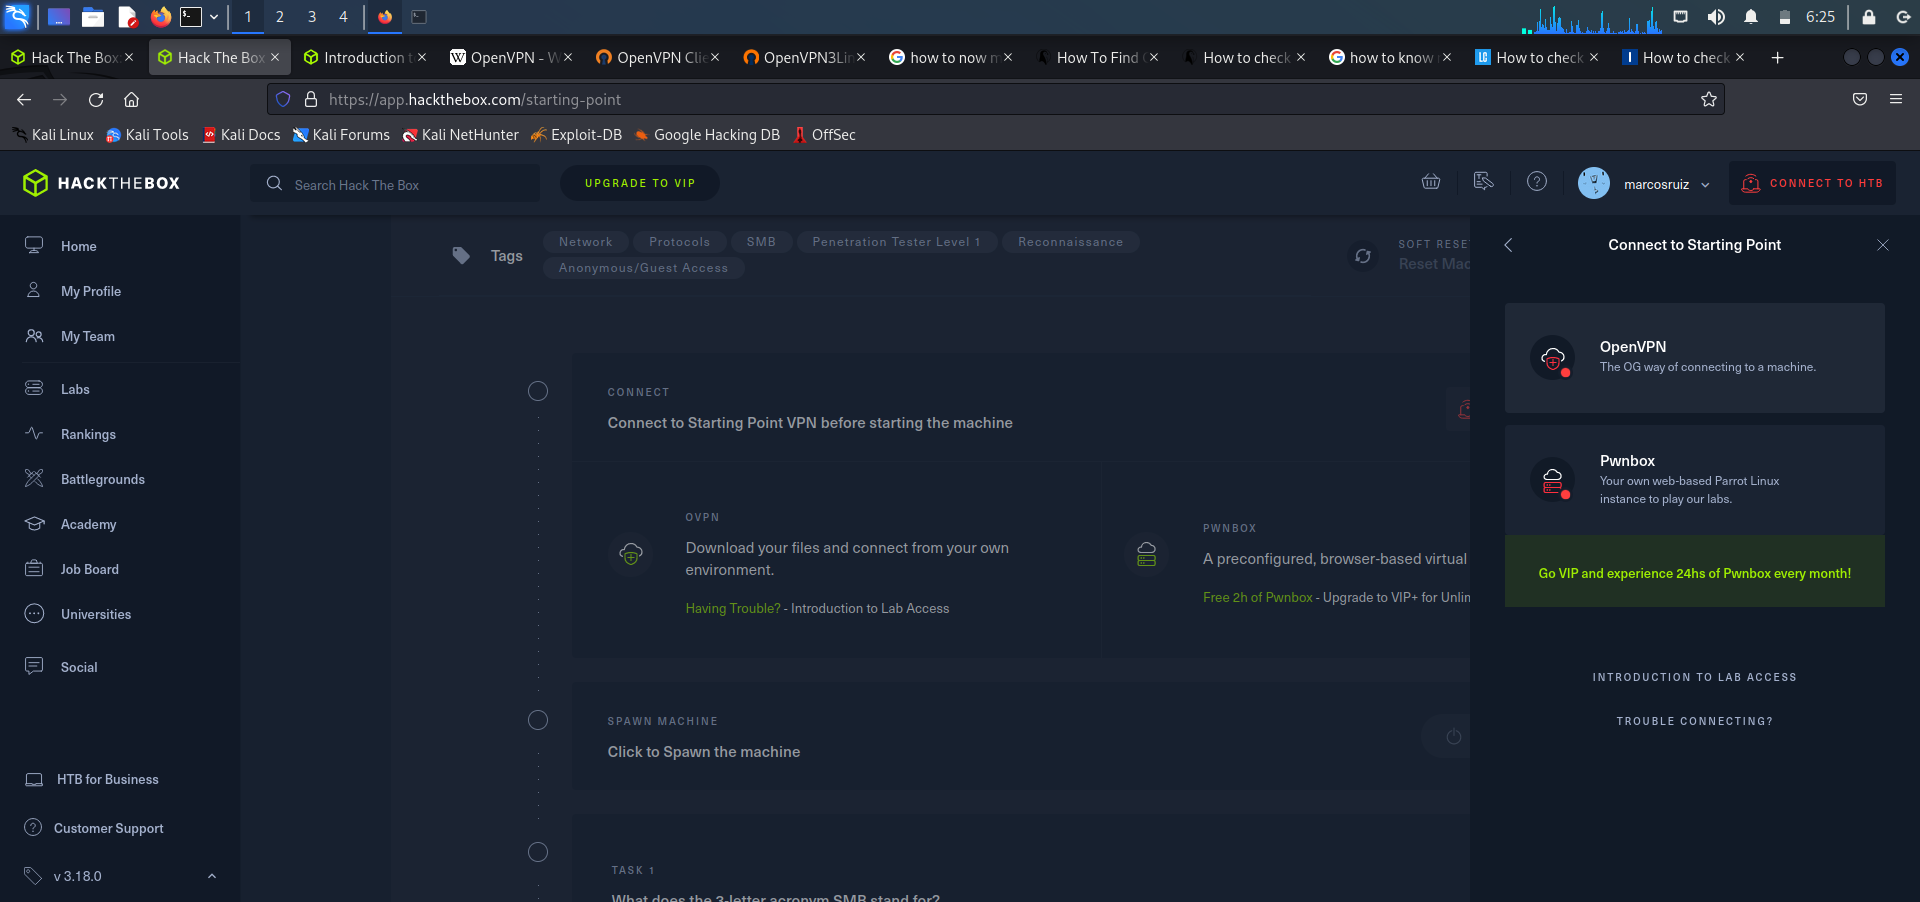 1 2 3 4 6:25
Hack The Box
Hack The Box
Introduction t
OpenVPN - W
OpenVPN Clie
OpenVPN3Lin
how to now m
How To Find
How to check
how to know
How to check
How to check
https://app.hackthebox.com/starting-point
Kali Linux Kali Tools Kali Docs Kali Forums Kali NetHunter Exploit-DB Google Hacking DB OffSec
HACKTHEBOX
Search Hack The Box
UPGRADE TO VIP
marcosruiz
CONNECT TO HTB
Home
My Profile
My Team
Labs
Rankings
Battlegrounds
Academy
Job Board
Universities
Social
HTB for Business
Customer Support
v 3.18.0
Tags
Network Protocols SMB Penetration Tester Level 1 Reconnaissance
Anonymous/Guest Access
SOFT RESE
Reset Mac
CONNECT
Connect to Starting Point VPN before starting the machine
OVPN
Download your files and connect from your own
environment.
Having Trouble? - Introduction to Lab Access
PWNBOX
A preconfigured, browser-based virtual
Free 2h of Pwnbox - Upgrade to VIP+ for Unlim
SPAWN MACHINE
Click to Spawn the machine
TASK 1
What does the 3-letter acronym SMB stand for?
Connect to Starting Point
OpenVPN
The OG way of connecting to a machine.
Pwnbox
Your own web-based Parrot Linux
instance to play our labs.
Go VIP and experience 24hs of Pwnbox every month!
INTRODUCTION TO LAB ACCESS
TROUBLE CONNECTING?